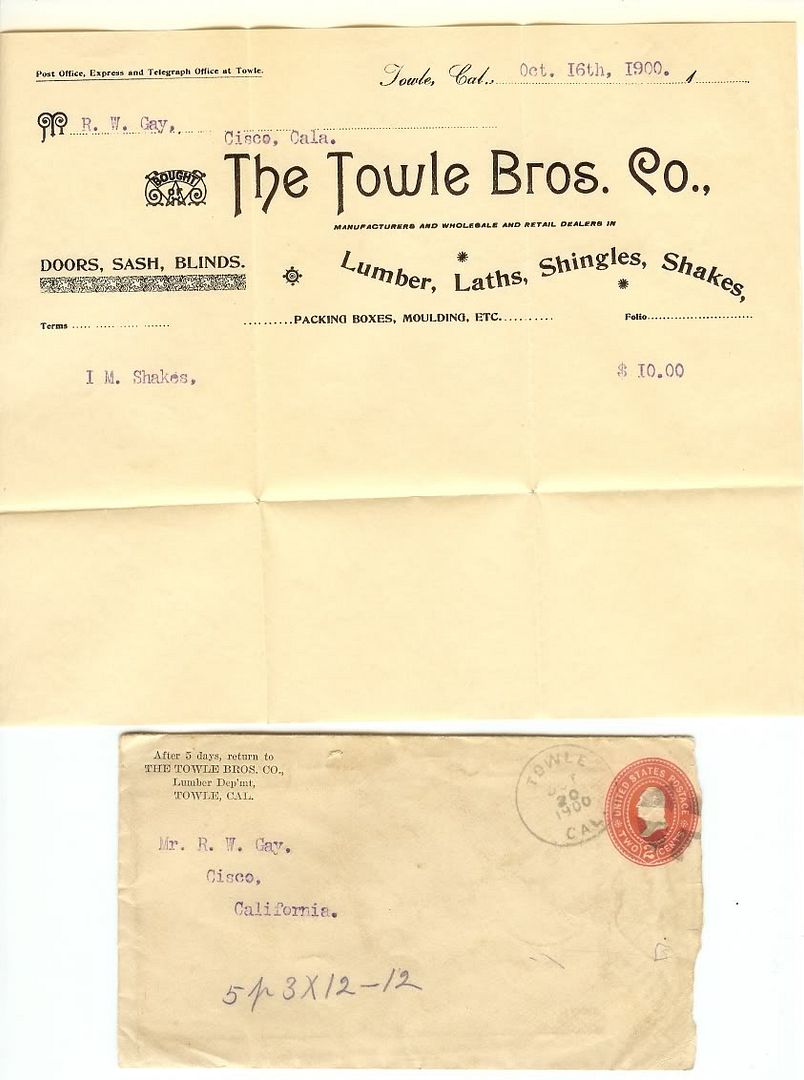 Post Office, Express and Telegraph Office at Towle.
Towle, Cal., Oct. 16th, 1900. 1
M R. W. Gay,
Cisco, Cala.
BOUGHT OF
The Towle Bros. Co.,
MANUFACTURERS AND WHOLESALE AND RETAIL DEALERS IN
DOORS, SASH, BLINDS.
Lumber, Laths, Shingles, Shakes,
Terms ..... ..... ..... .......
..........PACKING BOXES, MOULDING, ETC...........
Folio............................
I M. Shakes, $ 10.00
After 5 days, return to
THE TOWLE BROS. CO.,
Lumber Dep'mt,
TOWLE, CAL.
TOWLE
20
1900
CAL
UNITED STATES POSTAGE
TWO 2 CENTS
Mr. R. W. Gay.
Cisco,
California.
5 p 3X12-12